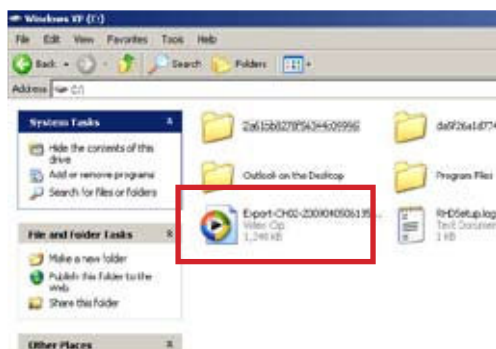 Windows XP (C:)
File Edit View Favorites Tools Help
Back Search Folders
Address C:\
System Tasks
Hide the contents of this
drive
Add or remove programs
Search for files or folders
File and Folder Tasks
Make a new folder
Publish this folder to the
web
Share this folder
Other Places
Outlook on the Desktop
Program Files
Video Clip
RHDSetup.log
Text Document
1 KB